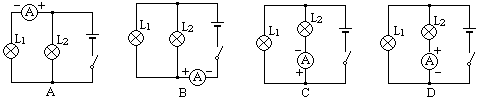 − A + L₁ L₂ A
L₁ L₂ + A − B
L₁ L₂ − A + C
L₁ L₂ + A − D